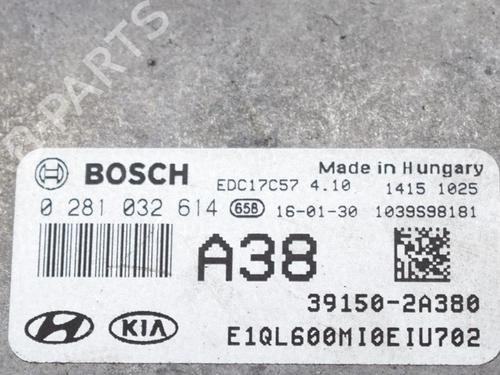 B-PARTS
BOSCH
Made in Hungary
EDC17C57 4.10 1415 1025
0 281 032 614 65B 16-01-30 1039S98181
A38
39150-2A380
KIA
E1QL600MI0EIU702